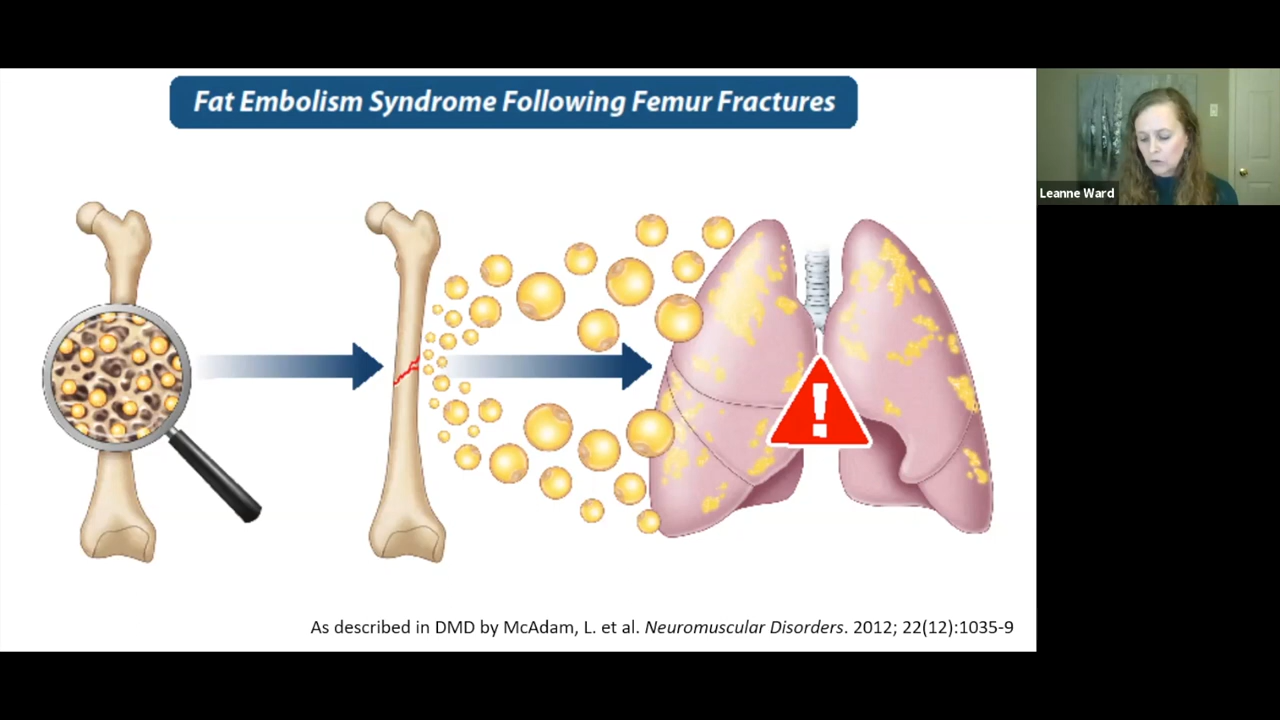 Fat Embolism Syndrome Following Femur Fractures
Leanne Ward
As described in DMD by McAdam, L. et al. Neuromuscular Disorders. 2012; 22(12):1035-9